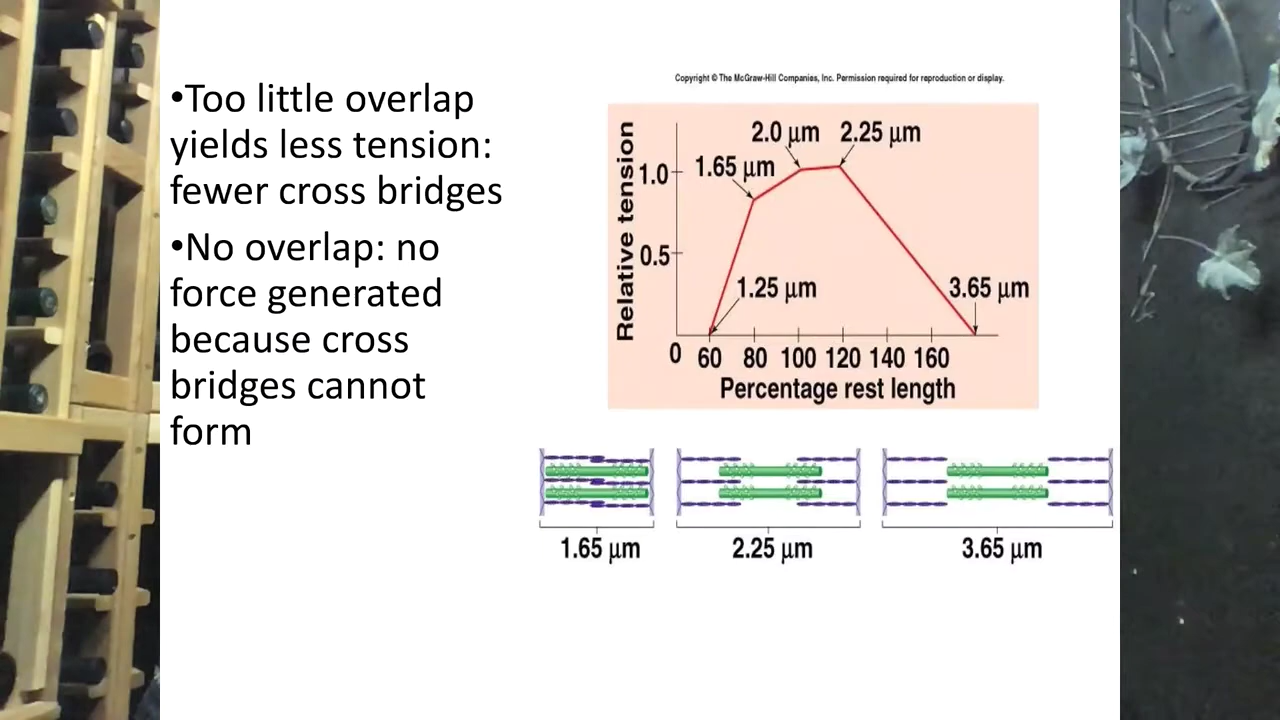 •Too little overlap
yields less tension:
fewer cross bridges
•No overlap: no
force generated
because cross
bridges cannot
form
Copyright © The McGraw-Hill Companies, Inc. Permission required for reproduction or display.
Relative tension
2.0 μm 2.25 μm
1.65 μm
1.0
0.5
1.25 μm
3.65 μm
0 60 80 100 120 140 160
Percentage rest length
1.65 μm 2.25 μm 3.65 μm